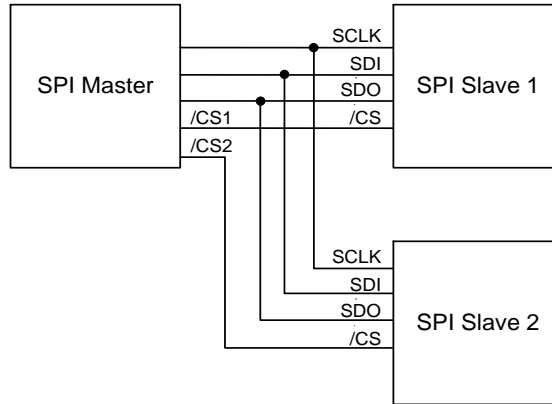 SCLK
SDI
SPI Master
SPI Slave 1
SDO
/CS1
/CS
/CS2
SCLK
SDI
SDO
SPI Slave 2
/CS